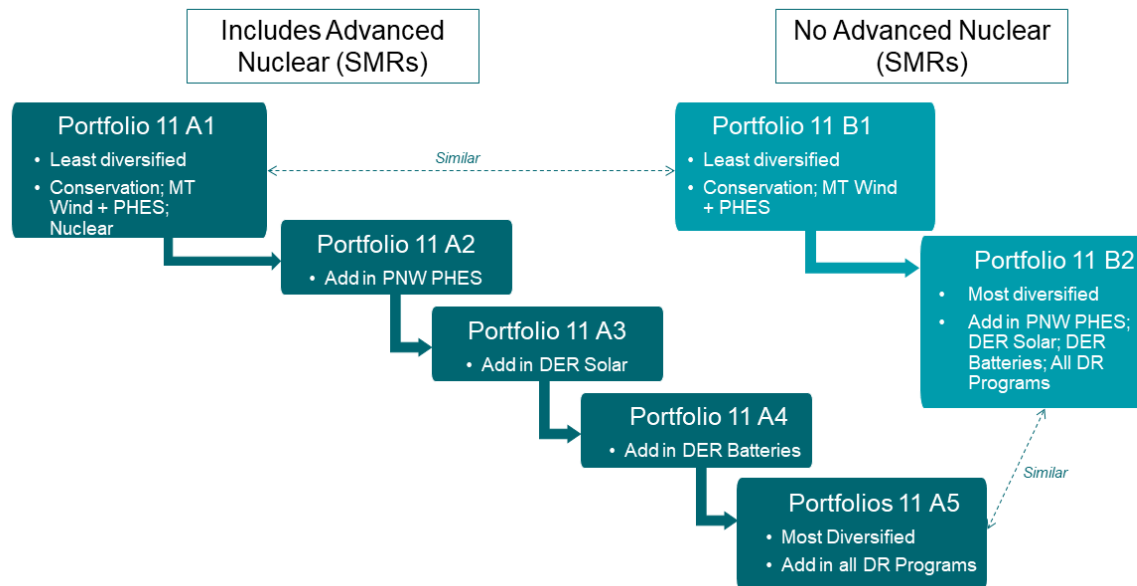 Includes Advanced
Nuclear (SMRs)
No Advanced Nuclear
(SMRs)
Portfolio 11 A1
• Least diversified
• Conservation; MT
Wind + PHES;
Nuclear
Similar
Portfolio 11 B1
• Least diversified
• Conservation; MT Wind
+ PHES
Portfolio 11 A2
• Add in PNW PHES
Portfolio 11 B2
• Most diversified
• Add in PNW PHES;
DER Solar; DER
Batteries; All DR
Programs
Portfolio 11 A3
• Add in DER Solar
Portfolio 11 A4
• Add in DER Batteries
Similar
Portfolios 11 A5
• Most Diversified
• Add in all DR Programs